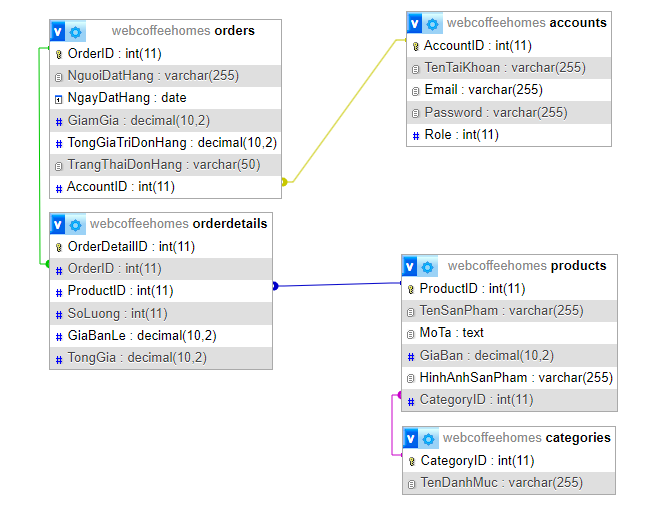 webcoffeehomes orders
OrderID : int(11)
NguoiDatHang : varchar(255)
NgayDatHang : date
GiamGia : decimal(10,2)
TongGiaTriDonHang : decimal(10,2)
TrangThaiDonHang : varchar(50)
AccountID : int(11)
webcoffeehomes accounts
AccountID : int(11)
TenTaiKhoan : varchar(255)
Email : varchar(255)
Password : varchar(255)
Role : int(11)
webcoffeehomes orderdetails
OrderDetailID : int(11)
OrderID : int(11)
ProductID : int(11)
SoLuong : int(11)
GiaBanLe : decimal(10,2)
TongGia : decimal(10,2)
webcoffeehomes products
ProductID : int(11)
TenSanPham : varchar(255)
MoTa : text
GiaBan : decimal(10,2)
HinhAnhSanPham : varchar(255)
CategoryID : int(11)
webcoffeehomes categories
CategoryID : int(11)
TenDanhMuc : varchar(255)